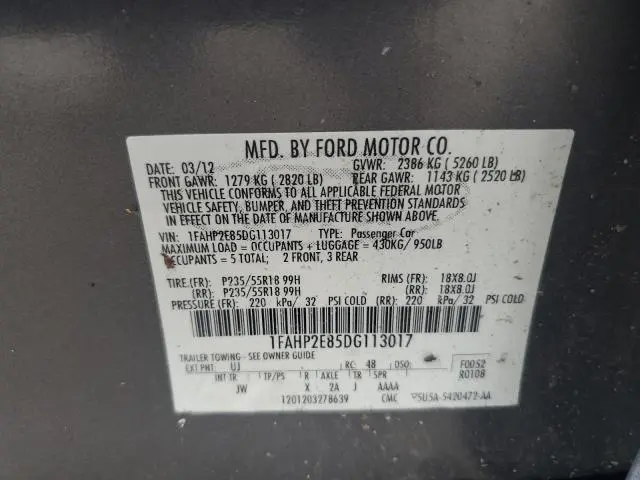 MFD. BY FORD MOTOR CO.
DATE: 03/12 GVWR: 2386 KG ( 5260 LB)
FRONT GAWR: 1279 KG ( 2820 LB) REAR GAWR: 1143 KG ( 2520 LB)
THIS VEHICLE CONFORMS TO ALL APPLICABLE FEDERAL MOTOR
VEHICLE SAFETY, BUMPER, AND THEFT PREVENTION STANDARDS
IN EFFECT ON THE DATE OF MANUFACTURE SHOWN ABOVE.
VIN: 1FAHP2E85DG113017 TYPE: Passenger Car
MAXIMUM LOAD = OCCUPANTS + LUGGAGE = 430KG/ 950LB
OCCUPANTS = 5 TOTAL; 2 FRONT, 3 REAR
TIRE (FR): P235/55R18 99H RIMS (FR): 18X8.0J
(RR): P235/55R18 99H (RR): 18X8.0J
PRESSURE (FR): 220 kPa/ 32 PSI COLD (RR): 220 kPa/ 32 PSI COLD
1FAHP2E85DG113017
TRAILER TOWING - SEE OWNER GUIDE
EXT PNT: UJ RC: 48 DSO: F0052
INT TR TP/PS R AXLE TR SPR R0108
JW X 2A J AAAA
1201203278639 CMC 5U5A-5420472-AA